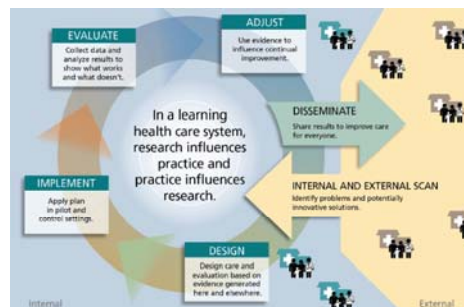 EVALUATE
Collect data and
analyze results to
show what works
and what doesn't.
ADJUST
Use evidence to
influence continual
improvement.
In a learning
health care system,
research influences
practice and
practice influences
research.
DISSEMINATE
Share results to improve care
for everyone.
INTERNAL AND EXTERNAL SCAN
Identify problems and potentially
innovative solutions.
IMPLEMENT
Apply plan
in pilot and
control settings.
DESIGN
Design care and
evaluation based on
evidence generated
here and elsewhere.
Internal
External